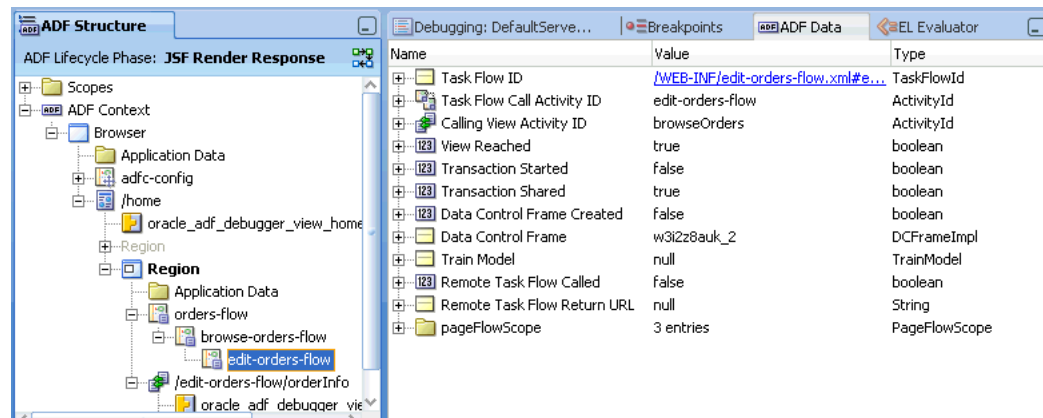 ADF Structure
ADF Lifecycle Phase: JSF Render Response
Scopes
ADF Context
Browser
Application Data
adfc-config
/home
oracle_adf_debugger_view_home
Region
Region
Application Data
orders-flow
browse-orders-flow
edit-orders-flow
/edit-orders-flow/orderInfo
oracle_adf_debugger_vie
Debugging: DefaultServe... Breakpoints ADF Data EL Evaluator
Name Value Type
Task Flow ID /WEB-INF/edit-orders-flow.xml#e... TaskFlowId
Task Flow Call Activity ID edit-orders-flow ActivityId
Calling View Activity ID browseOrders ActivityId
123 View Reached true boolean
123 Transaction Started false boolean
123 Transaction Shared true boolean
123 Data Control Frame Created false boolean
Data Control Frame w3i2z8auk_2 DCFrameImpl
Train Model null TrainModel
123 Remote Task Flow Called false boolean
Remote Task Flow Return URL null String
pageFlowScope 3 entries PageFlowScope